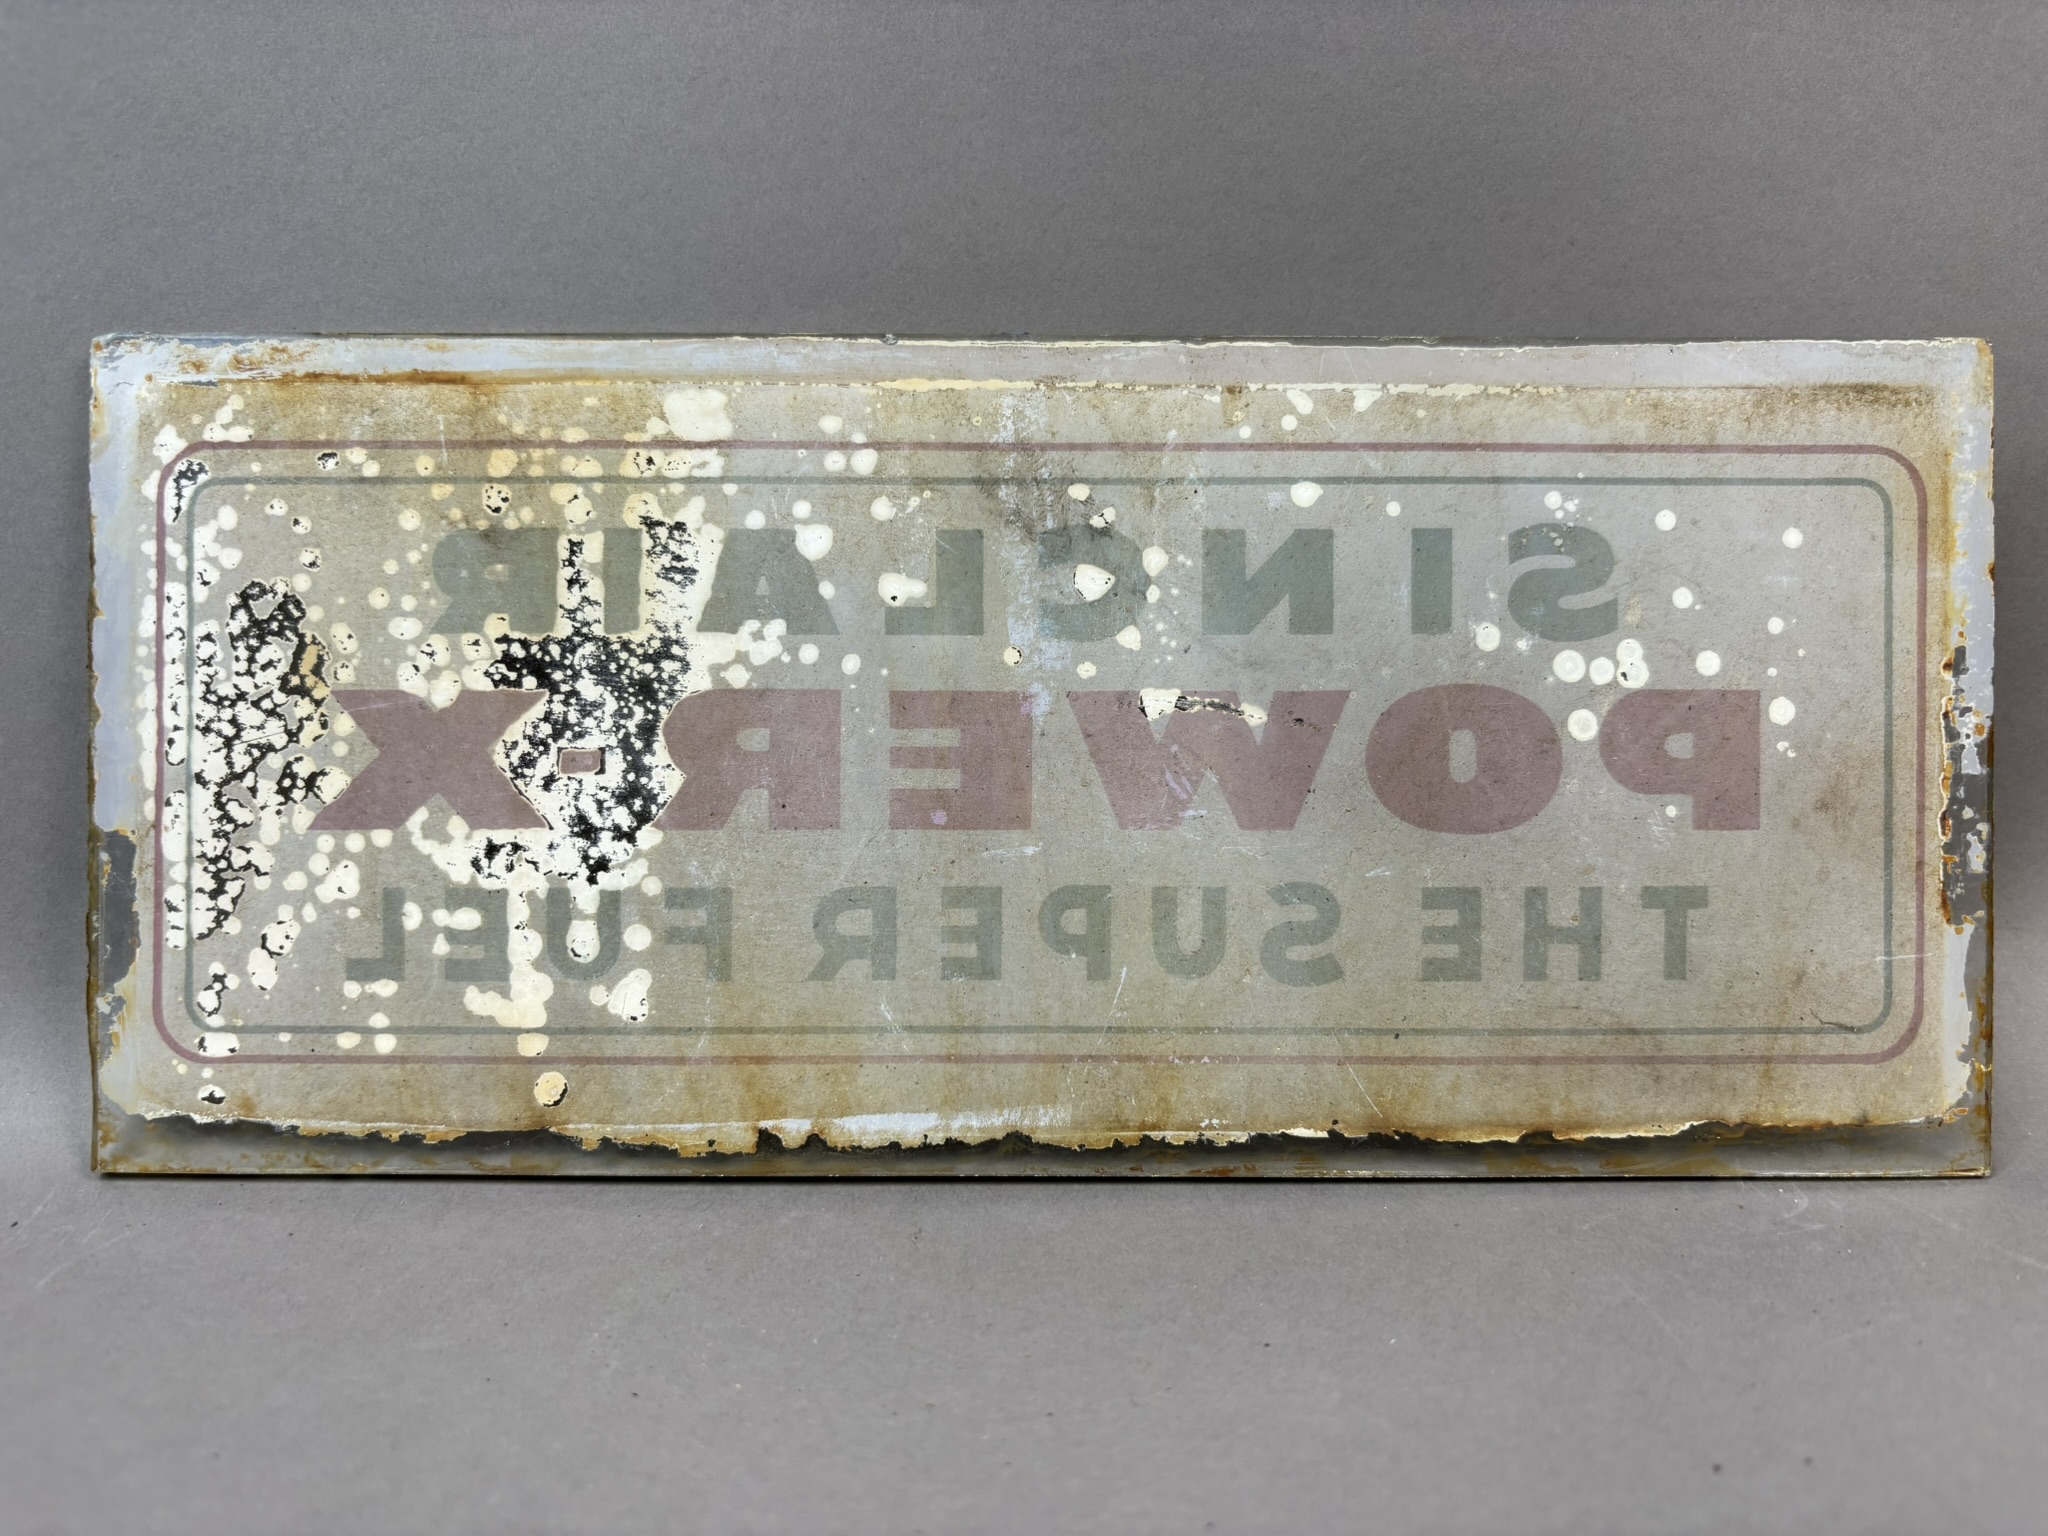 SINCLAIR
POWER-X
THE SUPER FUEL